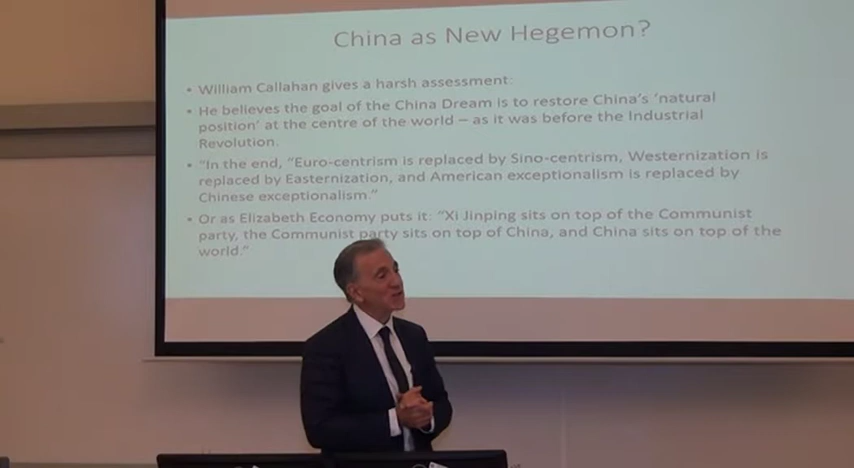 China as New Hegemon?
• William Callahan gives a harsh assessment:
• He believes the goal of the China Dream is to restore China's 'natural
position' at the centre of the world – as it was before the Industrial
Revolution.
• "In the end, "Euro-centrism is replaced by Sino-centrism, Westernization is
replaced by Easternization, and American exceptionalism is replaced by
Chinese exceptionalism."
• Or as Elizabeth Economy puts it: "Xi Jinping sits on top of the Communist
party, the Communist party sits on top of China, and China sits on top of the
world."